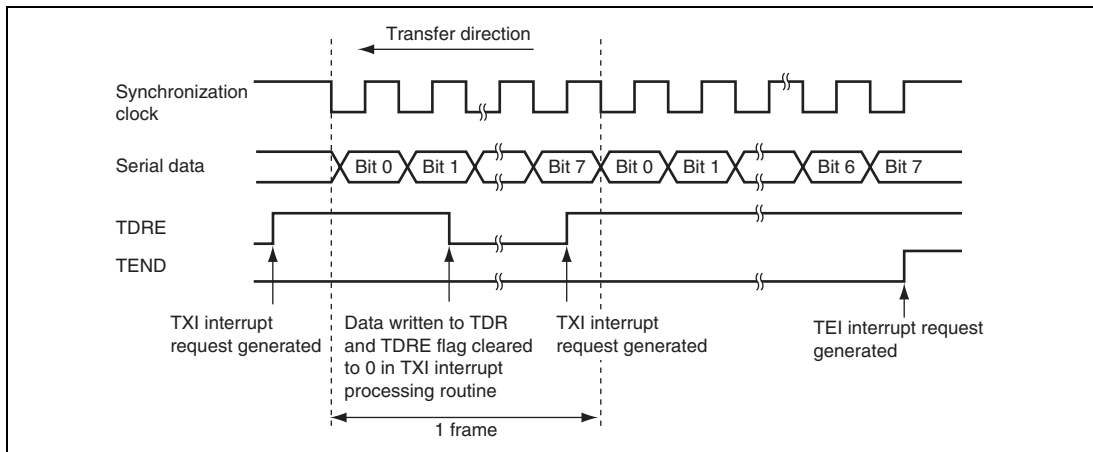 Transfer direction
Synchronization
clock
Serial data
Bit 0
Bit 1
Bit 7
Bit 0
Bit 1
Bit 6
Bit 7
TDRE
TEND
TXI interrupt
request generated
Data written to TDR
and TDRE flag cleared
to 0 in TXI interrupt
processing routine
TXI interrupt
request generated
TEI interrupt request
generated
1 frame